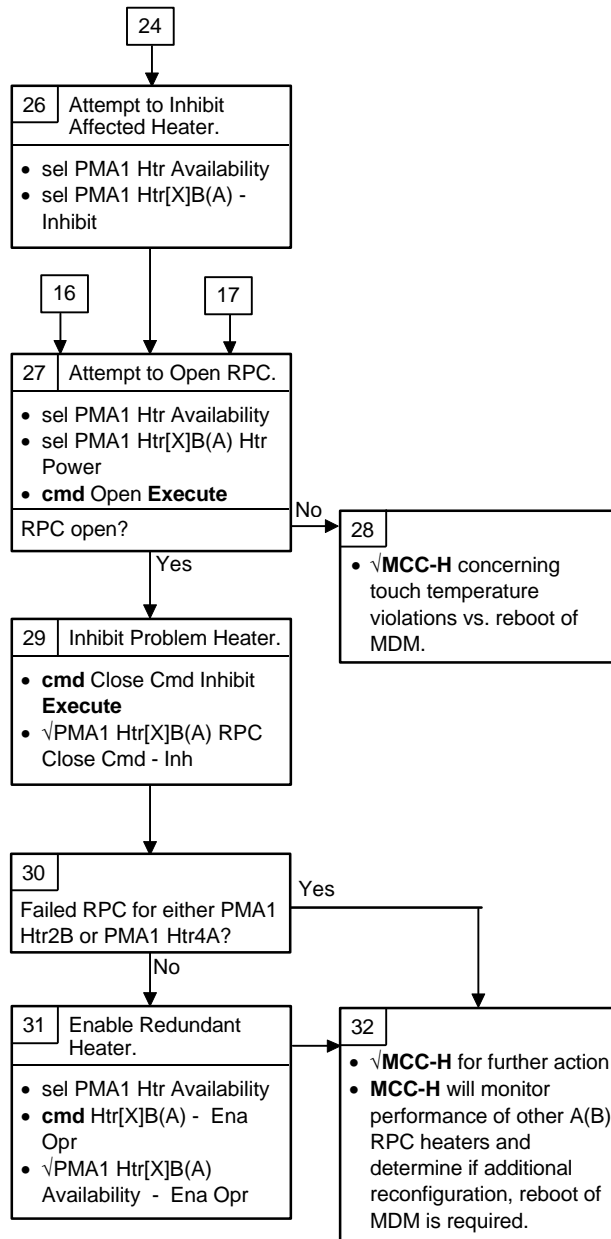 24
26 Attempt to Inhibit
Affected Heater.
• sel PMA1 Htr Availability
• sel PMA1 Htr[X]B(A) -
Inhibit
16
17
27 Attempt to Open RPC.
• sel PMA1 Htr Availability
• sel PMA1 Htr[X]B(A) Htr
Power
• cmd Open Execute
RPC open?
No
28
• √MCC-H concerning
touch temperature
violations vs. reboot of
MDM.
Yes
29 Inhibit Problem Heater.
• cmd Close Cmd Inhibit
Execute
• √PMA1 Htr[X]B(A) RPC
Close Cmd - Inh
30
Failed RPC for either PMA1
Htr2B or PMA1 Htr4A?
Yes
No
31 Enable Redundant
Heater.
• sel PMA1 Htr Availability
• cmd Htr[X]B(A) - Ena
Opr
• √PMA1 Htr[X]B(A)
Availability - Ena Opr
32
• √MCC-H for further action
• MCC-H will monitor
performance of other A(B)
RPC heaters and
determine if additional
reconfiguration, reboot of
MDM is required.